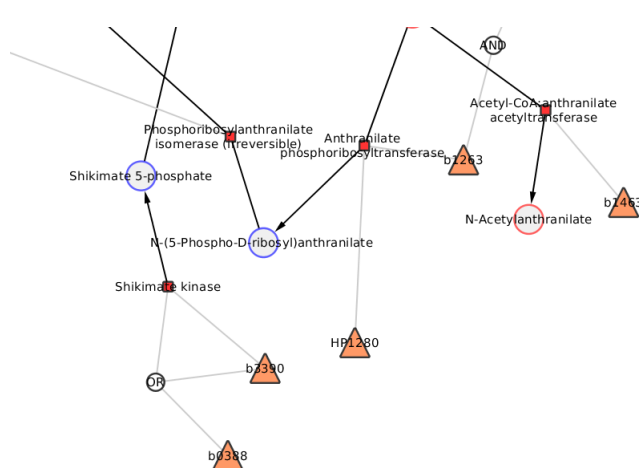 AND
Acetyl-CoA:anthranilate
acetyltransferase
Phosphoribosylanthranilate
isomerase (irreversible)
Anthranilate
phosphoribosyltransferase
b1263
Shikimate 5-phosphate
b1463
N-Acetylanthranilate
N-(5-Phospho-D-ribosyl)anthranilate
Shikimate kinase
HP1280
b3390
OR
b0388